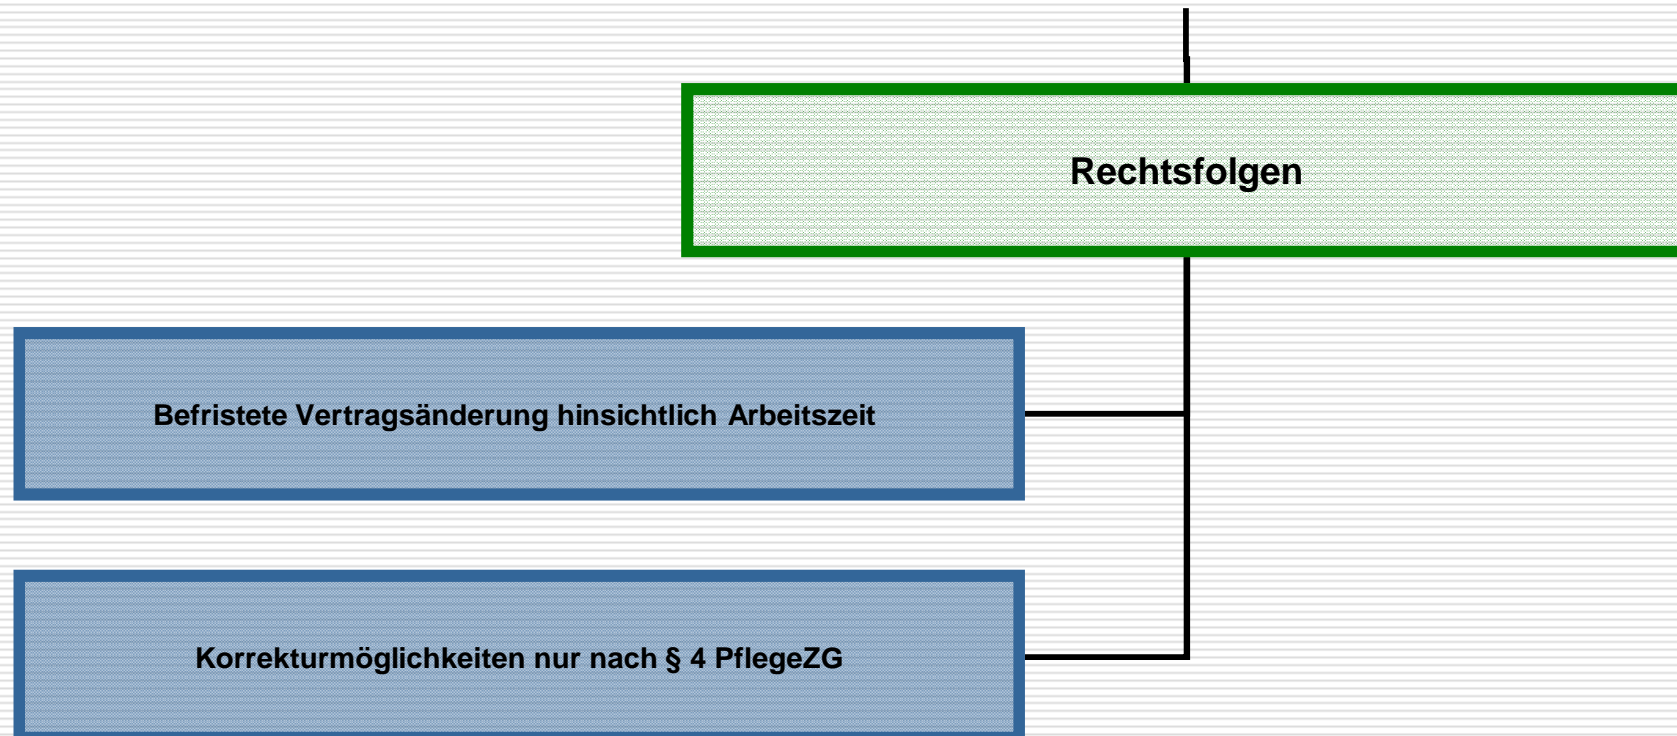 Rechtsfolgen
Befristete Vertragsänderung hinsichtlich Arbeitszeit
Korrekturmöglichkeiten nur nach § 4 PflegeZG